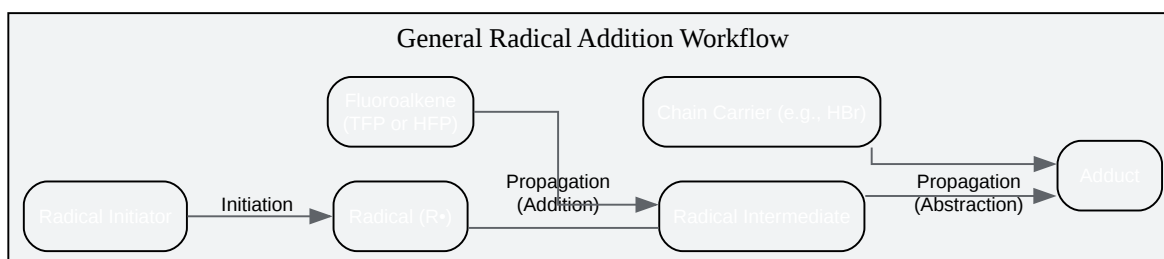 General Radical Addition Workflow
Fluoroalkene
(TFP or HFP)
Chain Carrier (e.g., HBr)
Radical Initiator
Initiation
Radical (R•)
Propagation
(Addition)
Radical Intermediate
Propagation
(Abstraction)
Adduct